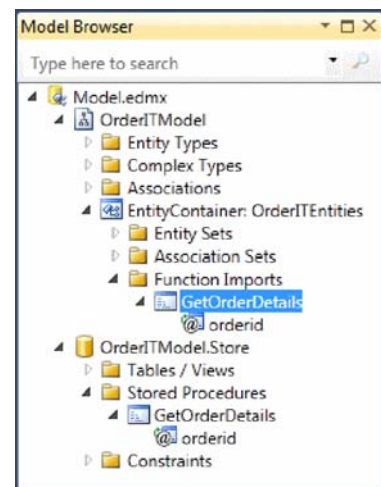 Model Browser
Type here to search
Model.edmx
OrderITModel
Entity Types
Complex Types
Associations
EntityContainer: OrderITEntities
Entity Sets
Association Sets
Function Imports
GetOrderDetails
orderid
OrderITModel.Store
Tables / Views
Stored Procedures
GetOrderDetails
orderid
Constraints